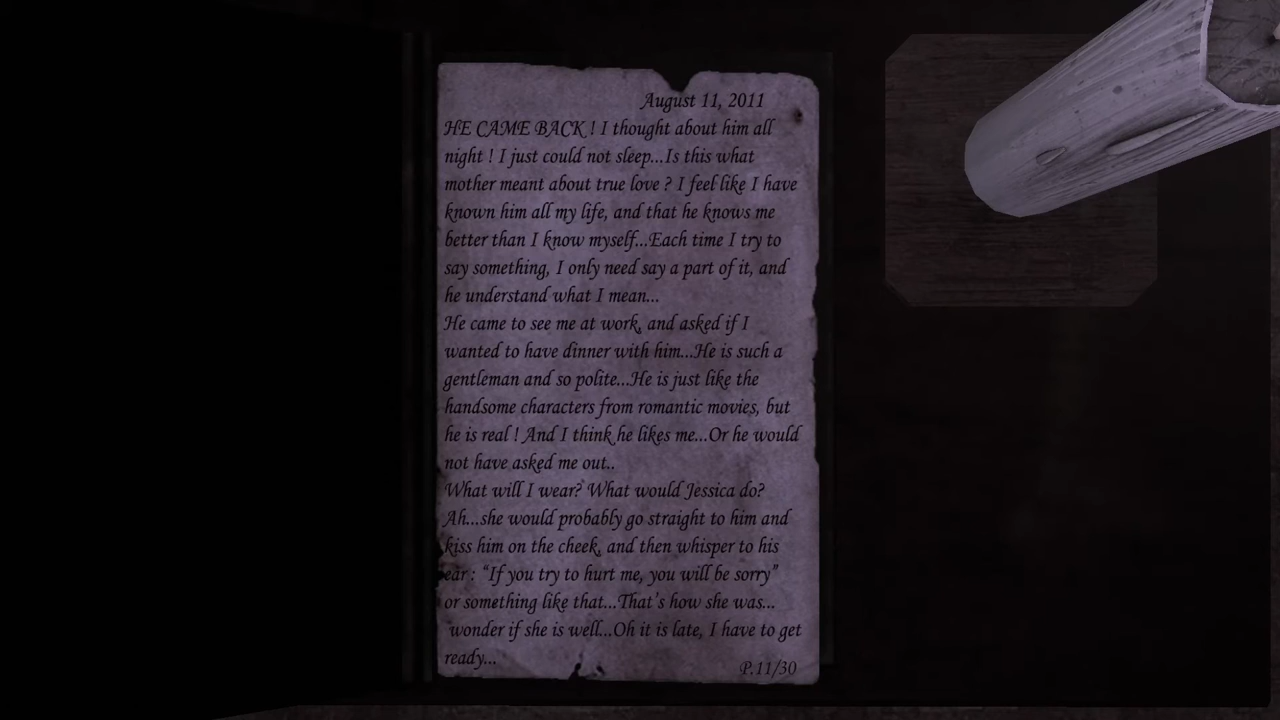 August 11, 2011
HE CAME BACK ! I thought about him all
night ! I just could not sleep...Is this what
mother meant about true love ? I feel like I have
known him all my life, and that he knows me
better than I know myself...Each time I try to
say something, I only need say a part of it, and
he understand what I mean...
He came to see me at work, and asked if I
wanted to have dinner with him...He is such a
gentleman and so polite...He is just like the
handsome characters from romantic movies, but
he is real ! And I think he likes me...Or he would
not have asked me out..
What will I wear? What would Jessica do?
Ah...she would probably go straight to him and
kiss him on the cheek, and then whisper to his
ear : “If you try to hurt me, you will be sorry”
or something like that...That’s how she was...
wonder if she is well...Oh it is late, I have to get
ready...
P.11/30